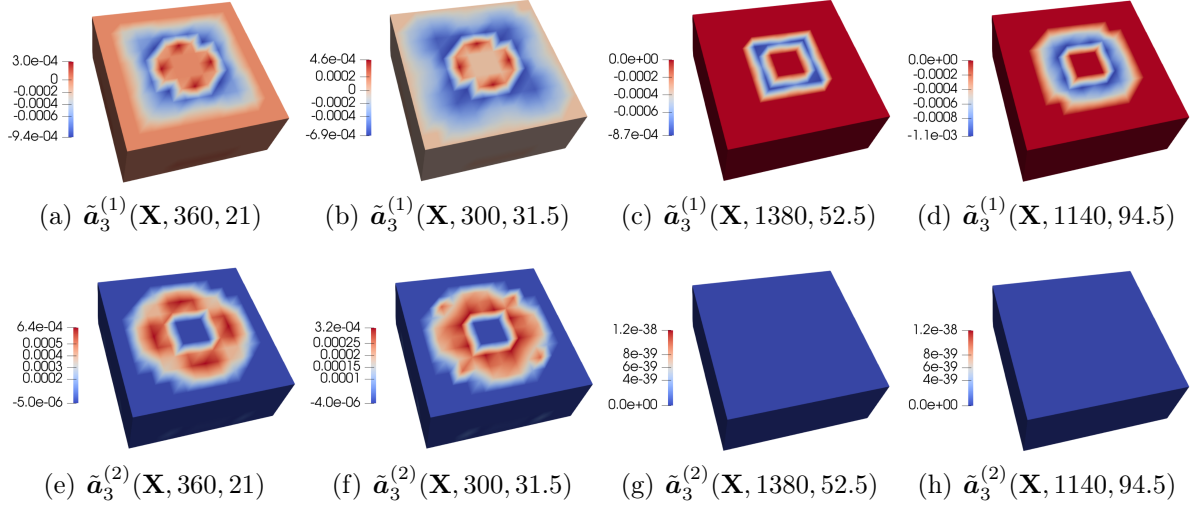 3.0e-04
0
-0.0002
-0.0004
-0.0006
-9.4e-04
4.6e-04
0.0002
0
-0.0002
-0.0004
-6.9e-04
0.0e+00
-0.0002
-0.0004
-0.0006
-8.7e-04
0.0e+00
-0.0002
-0.0004
-0.0006
-0.0008
-1.1e-03
(a) ã₃⁽¹⁾(X, 360, 21)
(b) ã₃⁽¹⁾(X, 300, 31.5)
(c) ã₃⁽¹⁾(X, 1380, 52.5)
(d) ã₃⁽¹⁾(X, 1140, 94.5)
6.4e-04
0.0005
0.0004
0.0003
0.0002
-5.0e-06
3.2e-04
0.00025
0.0002
0.00015
0.0001
-4.0e-06
1.2e-38
8e-39
6e-39
4e-39
0.0e+00
1.2e-38
8e-39
6e-39
4e-39
0.0e+00
(e) ã₃⁽²⁾(X, 360, 21)
(f) ã₃⁽²⁾(X, 300, 31.5)
(g) ã₃⁽²⁾(X, 1380, 52.5)
(h) ã₃⁽²⁾(X, 1140, 94.5)